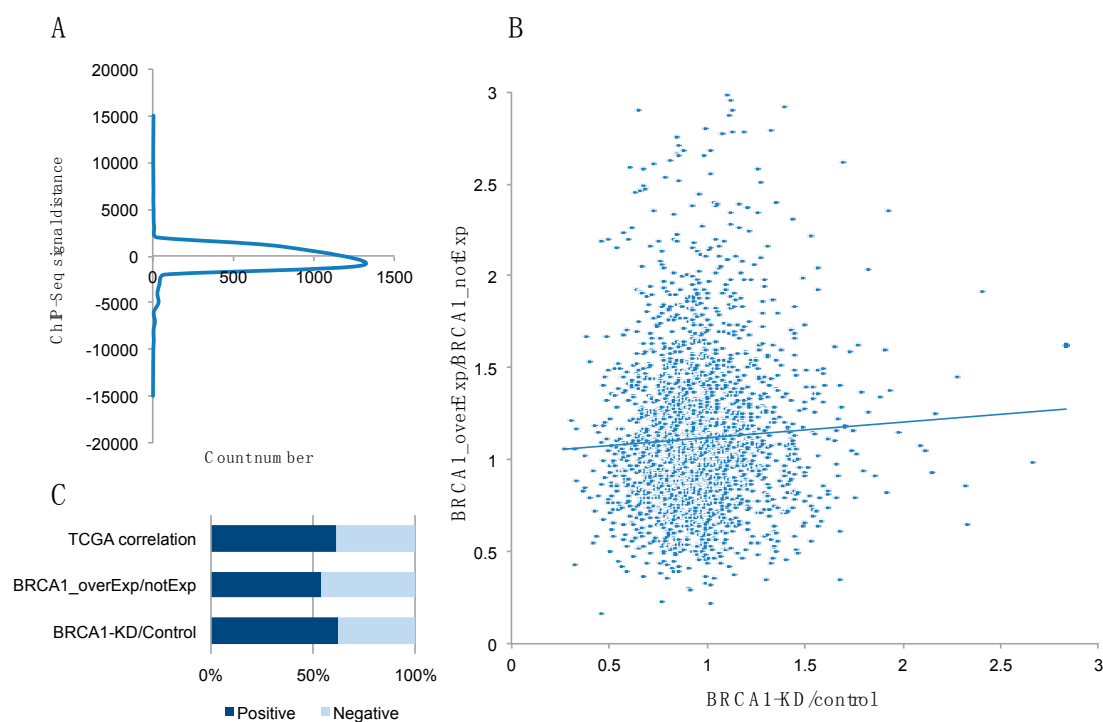 A
20000
15000
10000
5000
0
-5000
-10000
-15000
-20000
0 500 1000 1500
ChIP-Seq signal distance
Count number
B
3
2.5
2
1.5
1
0.5
0
0 0.5 1 1.5 2 2.5 3
BRCA1_overExp/BRCA1_notExp
BRCA1-KD/control
C
TCGA correlation
BRCA1_overExp/notExp
BRCA1-KD/Control
0% 50% 100%
Positive Negative